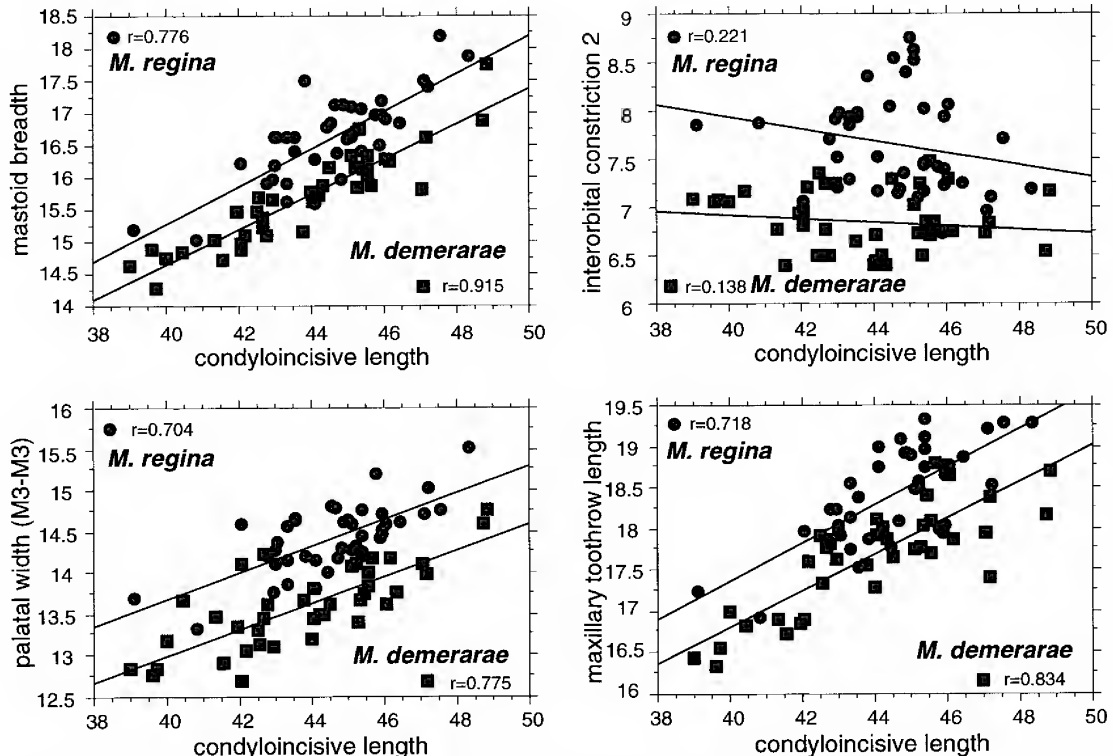 18.5
18
17.5
17
16.5
16
15.5
15
14.5
14
mastoid breadth
r=0.776
M. regina
M. demerarae
r=0.915
38 40 42 44 46 48 50
condyloincisive length
9
8.5
8
7.5
7
6.5
6
interorbital constriction 2
r=0.221
M. regina
r=0.138 M. demerarae
38 40 42 44 46 48 50
condyloincisive length
16
15.5
15
14.5
14
13.5
13
12.5
palatal width (M3-M3)
r=0.704
M. regina
M. demerarae
r=0.775
38 40 42 44 46 48 50
condyloincisive length
19.5
19
18.5
18
17.5
17
16.5
16
maxillary toothrow length
r=0.718
M. regina
M. demerarae
r=0.834
38 40 42 44 46 48 50
condyloincisive length